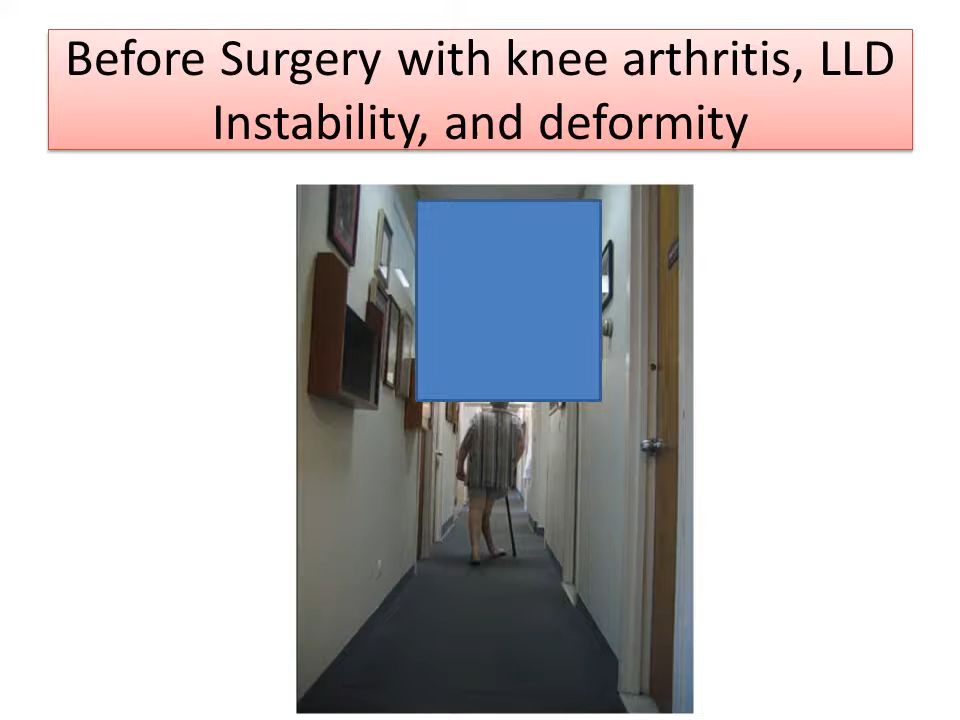 Before Surgery with knee arthritis, LLD
Instability, and deformity